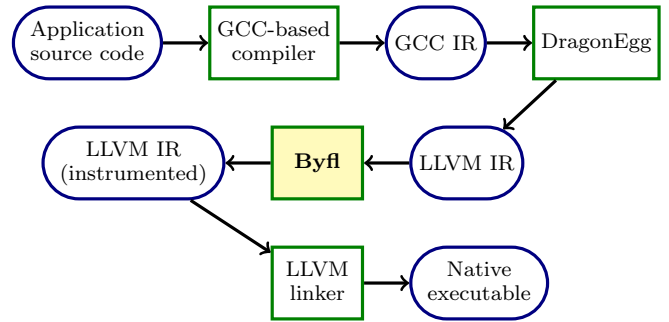 Application
source code
GCC-based
compiler
GCC IR
DragonEgg
LLVM IR
(instrumented)
Byfl
LLVM IR
LLVM
linker
Native
executable